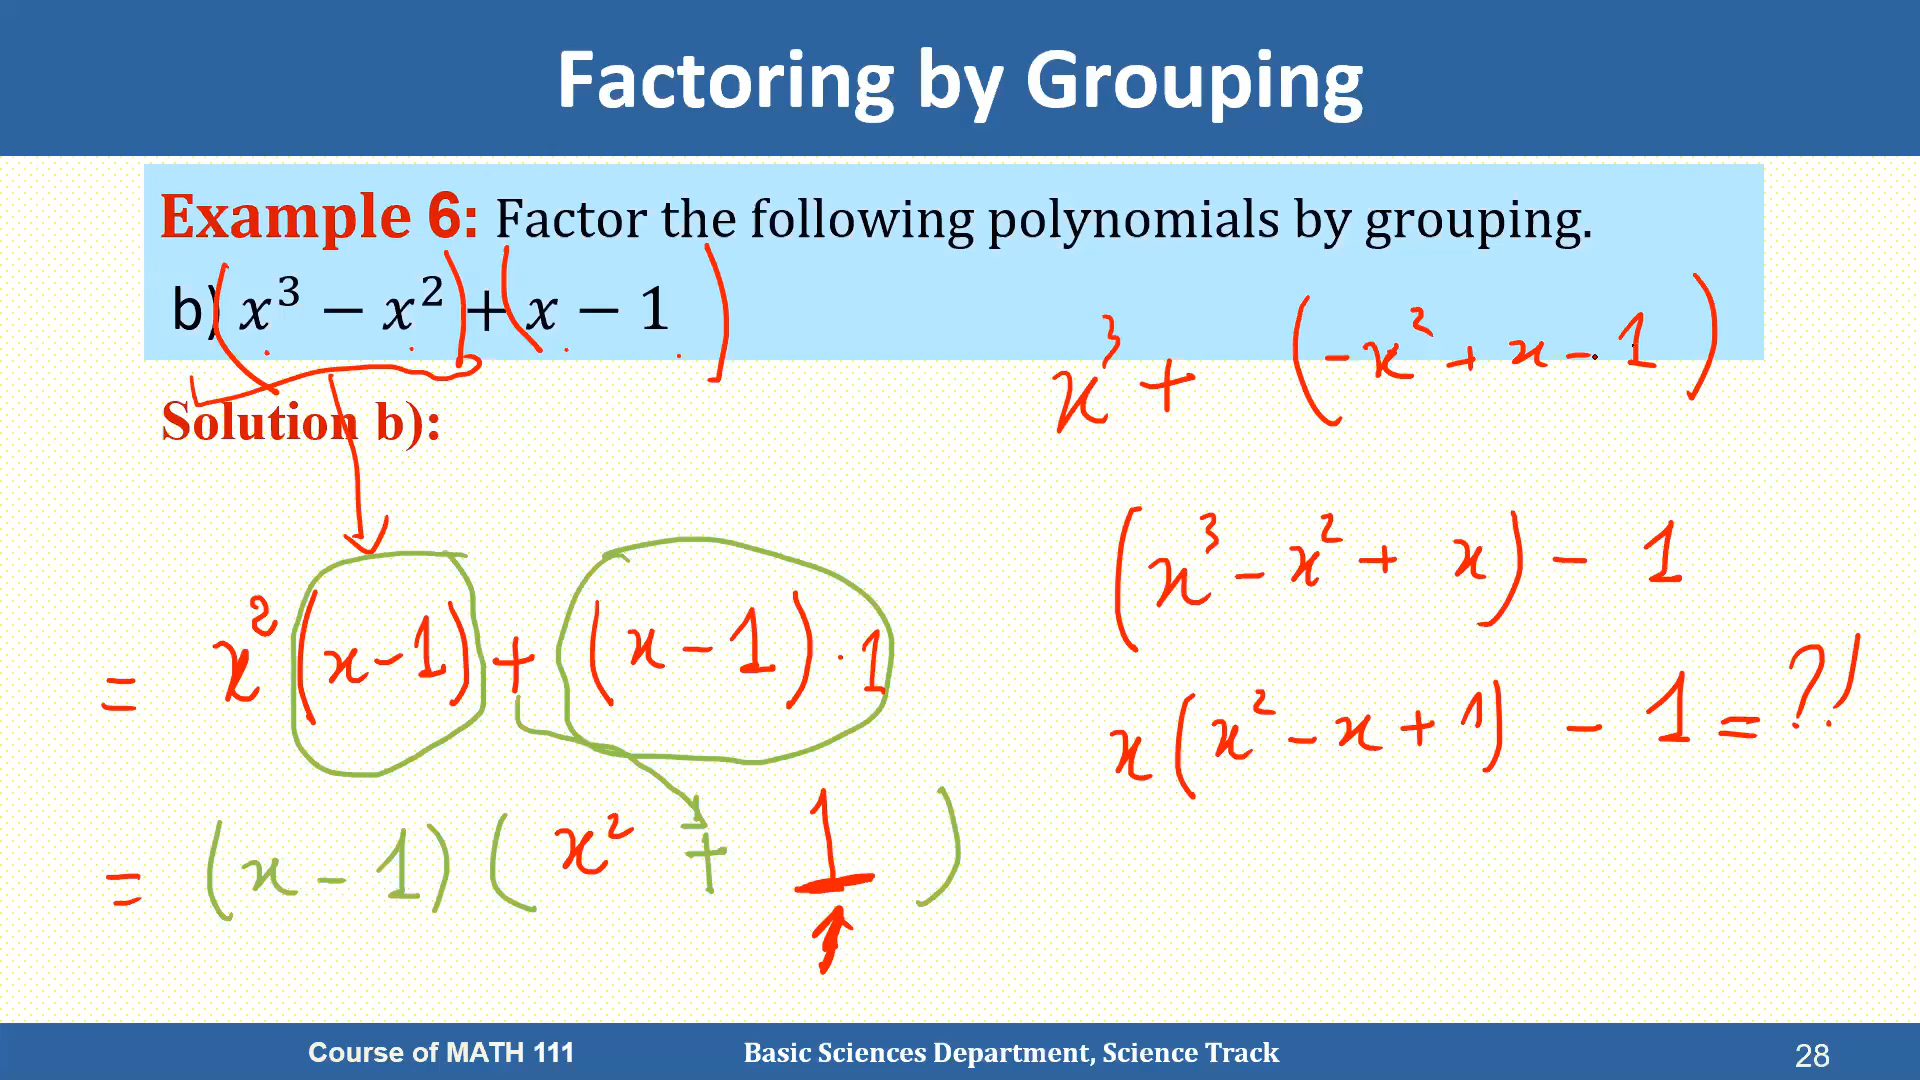 Factoring by Grouping
Example 6: Factor the following polynomials by grouping.
b) (x³ − x²) + (x − 1)
x³ + (-x² + x - 1)
Solution b):
(x³ - x² + x) - 1
= x² (x - 1) + (x - 1) · 1
x (x² - x + 1) - 1 = ?!
= (x - 1) (x² + 1)
Course of MATH 111
Basic Sciences Department, Science Track
28